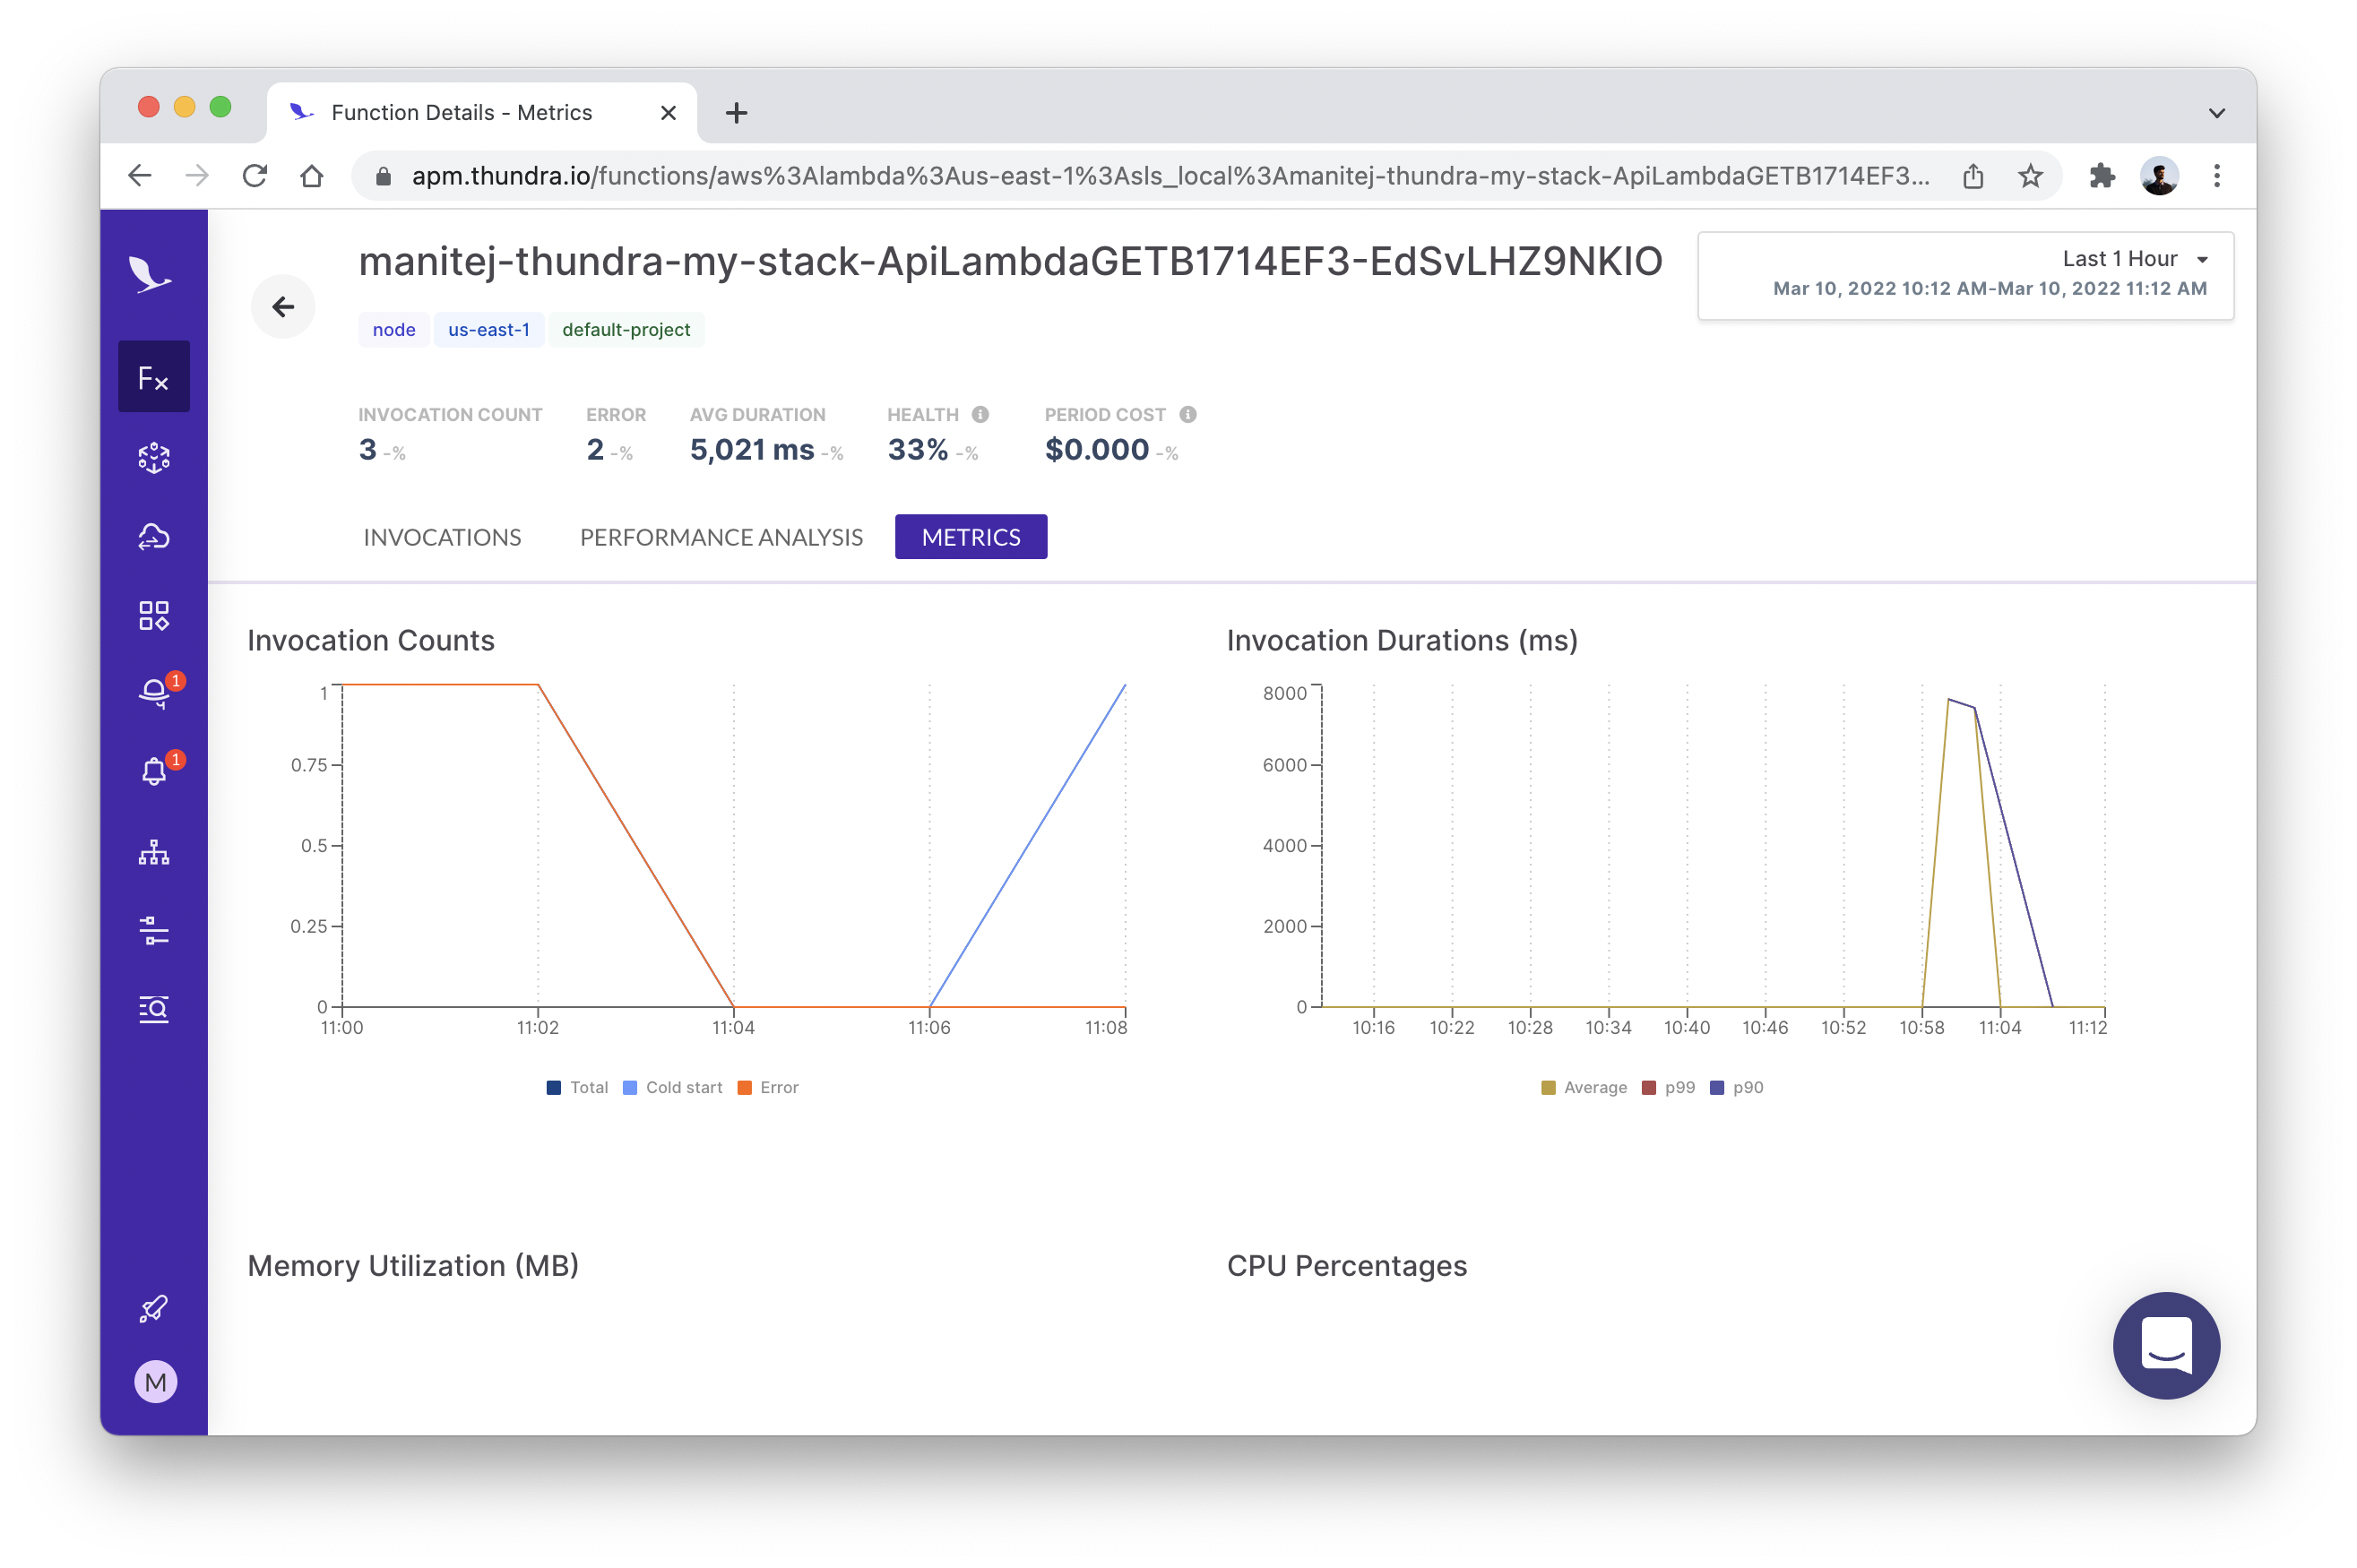 Function Details - Metrics
apm.thundra.io/functions/aws%3Alambda%3Aus-east-1%3Asls_local%3Amanitej-thundra-my-stack-ApiLambdaGETB1714EF3...
manitej-thundra-my-stack-ApiLambdaGETB1714EF3-EdSvLHZ9NKIO
Last 1 Hour
Mar 10, 2022 10:12 AM-Mar 10, 2022 11:12 AM
node us-east-1 default-project
INVOCATION COUNT ERROR AVG DURATION HEALTH PERIOD COST
3 -% 2 -% 5,021 ms -% 33% -% $0.000 -%
INVOCATIONS PERFORMANCE ANALYSIS METRICS
Fx
1
1
M
Invocation Counts
1
0.75
0.5
0.25
0
11:00 11:02 11:04 11:06 11:08
Total Cold start Error
Invocation Durations (ms)
8000
6000
4000
2000
0
10:16 10:22 10:28 10:34 10:40 10:46 10:52 10:58 11:04 11:12
Average p99 p90
Memory Utilization (MB)
CPU Percentages